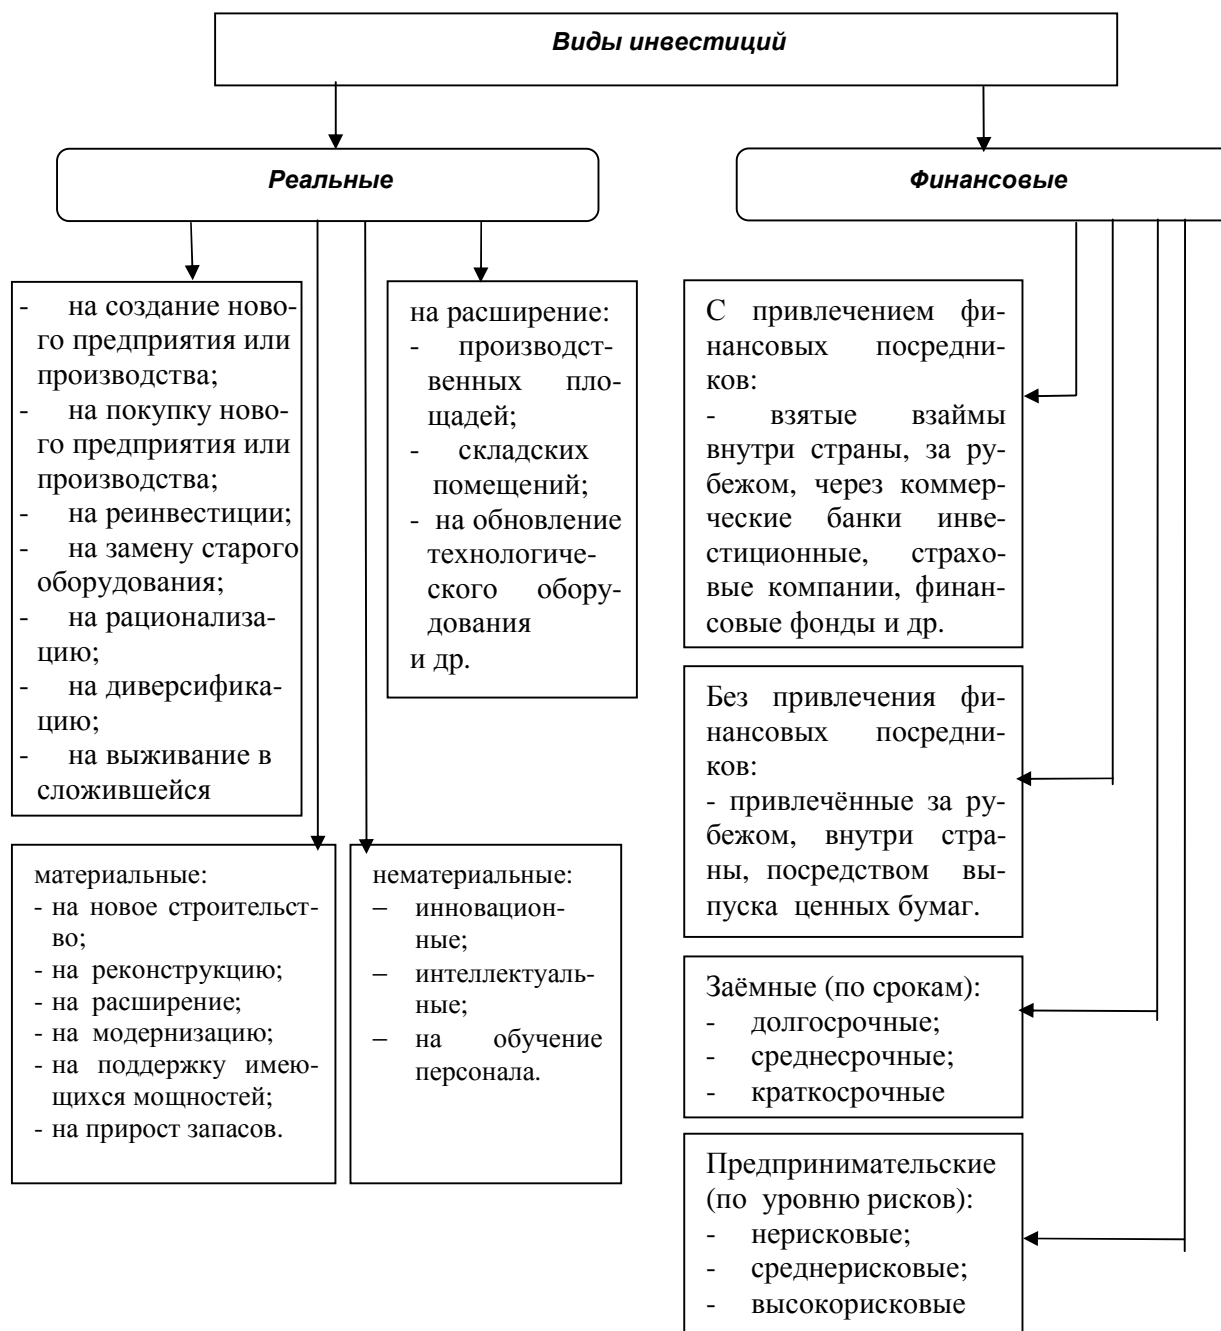 Виды инвестиций
Реальные
Финансовые
- на создание ново-
го предприятия или
производства;
- на покупку ново-
го предприятия или
производства;
- на реинвестиции;
- на замену старого
оборудования;
- на рационализа-
цию;
- на диверсифика-
цию;
- на выживание в
сложившейся
на расширение:
- производст-
венных пло-
щадей;
- складских
помещений;
- на обновление
технологиче-
ского обору-
дования
и др.
материальные:
- на новое строительст-
во;
- на реконструкцию;
- на расширение;
- на модернизацию;
- на поддержку имею-
щихся мощностей;
- на прирост запасов.
нематериальные:
– инновацион-
ные;
– интеллектуаль-
ные;
– на обучение
персонала.
С привлечением фи-
нансовых посредни-
ков:
- взятые взаймы
внутри страны, за ру-
бежом, через коммер-
ческие банки инве-
стиционные, страхо-
вые компании, финан-
совые фонды и др.
Без привлечения фи-
нансовых посредни-
ков:
- привлечённые за ру-
бежом, внутри стра-
ны, посредством вы-
пуска ценных бумаг.
Заёмные (по срокам):
- долгосрочные;
- среднесрочные;
- краткосрочные
Предпринимательские
(по уровню рисков):
- нерисковые;
- среднерисковые;
- высокорисковые